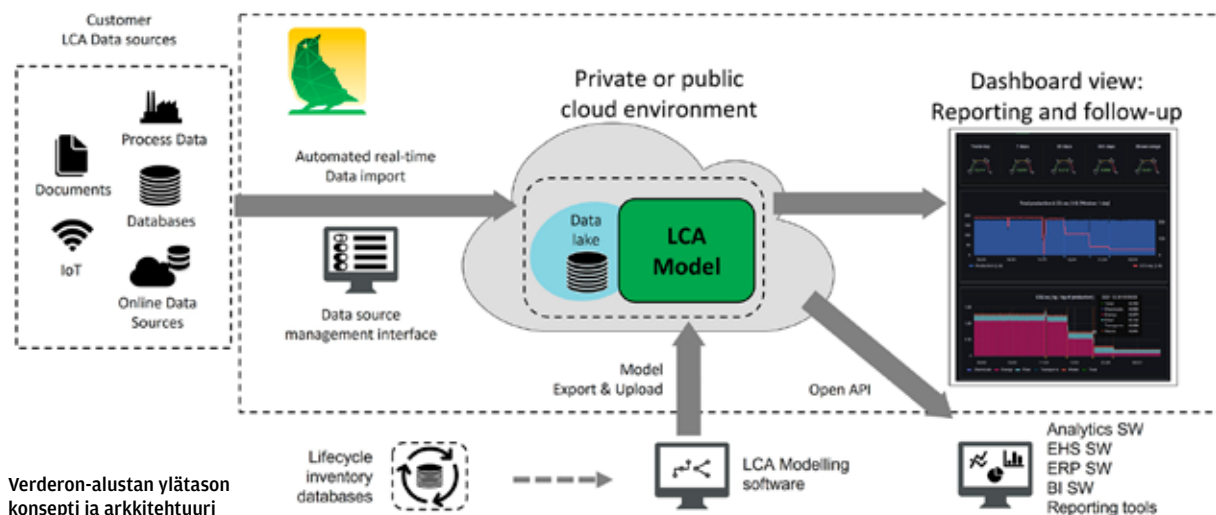 Customer
LCA Data sources
Process Data
Documents
Databases
IoT
Online Data
Sources
Automated real-time
Data import
Data source
management interface
Private or public
cloud environment
Data
lake
LCA
Model
Dashboard view:
Reporting and follow-up
Model
Export & Upload
Open API
Lifecycle
inventory
databases
LCA Modelling
software
Analytics SW
EHS SW
ERP SW
BI SW
Reporting tools
Verderon-alustan ylätason
konsepti ja arkkitehtuuri